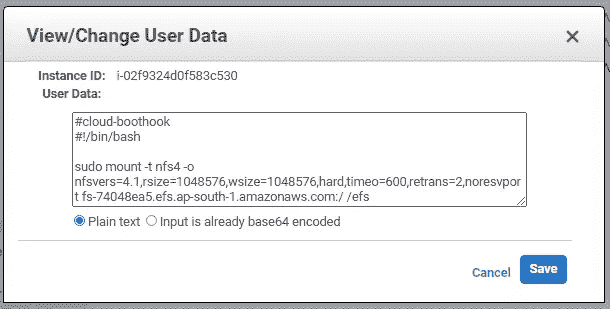 View/Change User Data
Instance ID: i-02f9324d0f583c530
User Data:
#cloud-boothook
#!/bin/bash
sudo mount -t nfs4 -o
nfsvers=4.1,rsize=1048576,wsize=1048576,hard,timeo=600,retrans=2,noresvpor
t fs-74048ea5.efs.ap-south-1.amazonaws.com:/ /efs
Plain text Input is already base64 encoded
Cancel Save